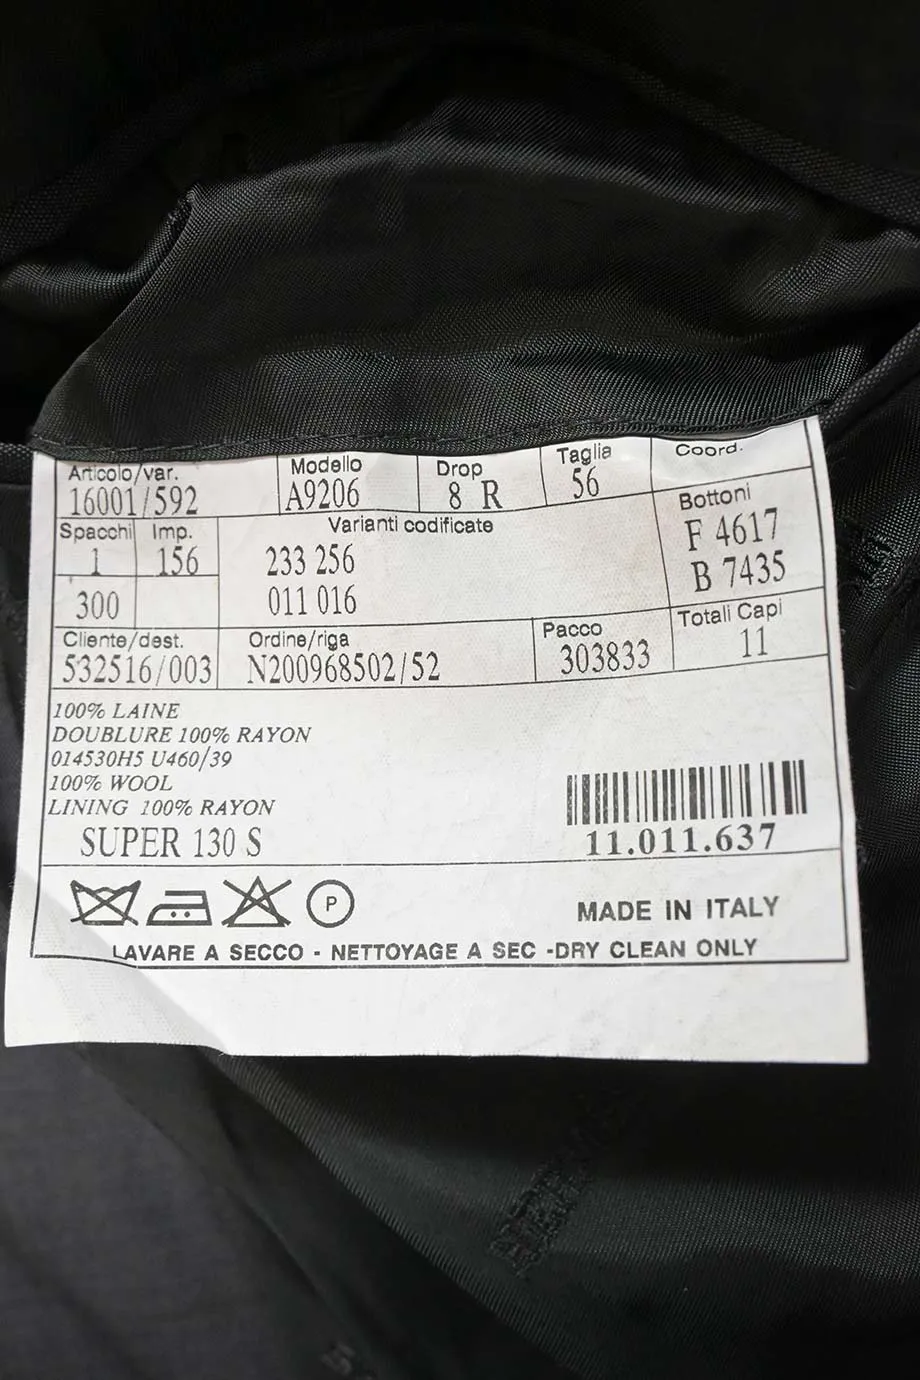 Articolo/var. Modello Drop Taglia Coord.
16001/592 A9206 8 R 56
Spacchi Imp. Varianti codificate Bottoni
1 156 233 256 F 4617
300 011 016 B 7435
Cliente/dest. Ordine/riga Pacco Totali Capi
532516/003 N200968502/52 303833 11
100% LAINE
DOUBLURE 100% RAYON
014530H5 U460/39
100% WOOL
LINING 100% RAYON
SUPER 130 S
11.011.637
P
MADE IN ITALY
LAVARE A SECCO - NETTOYAGE A SEC -DRY CLEAN ONLY